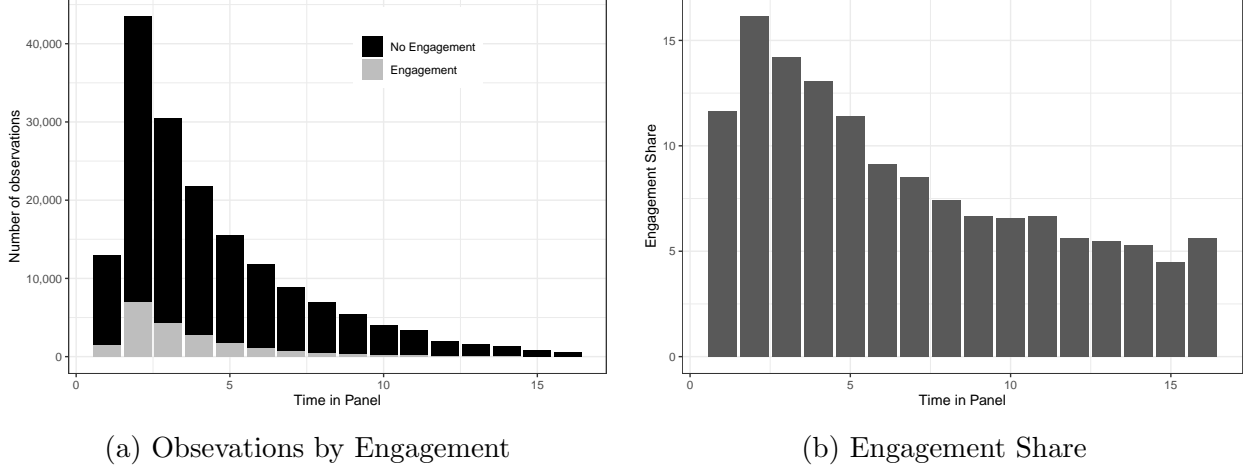 40,000
30,000
20,000
10,000
0
Number of observations
No Engagement
Engagement
0
5
10
15
Time in Panel
(a) Obsevations by Engagement
15
10
5
0
Engagement Share
0
5
10
15
Time in Panel
(b) Engagement Share